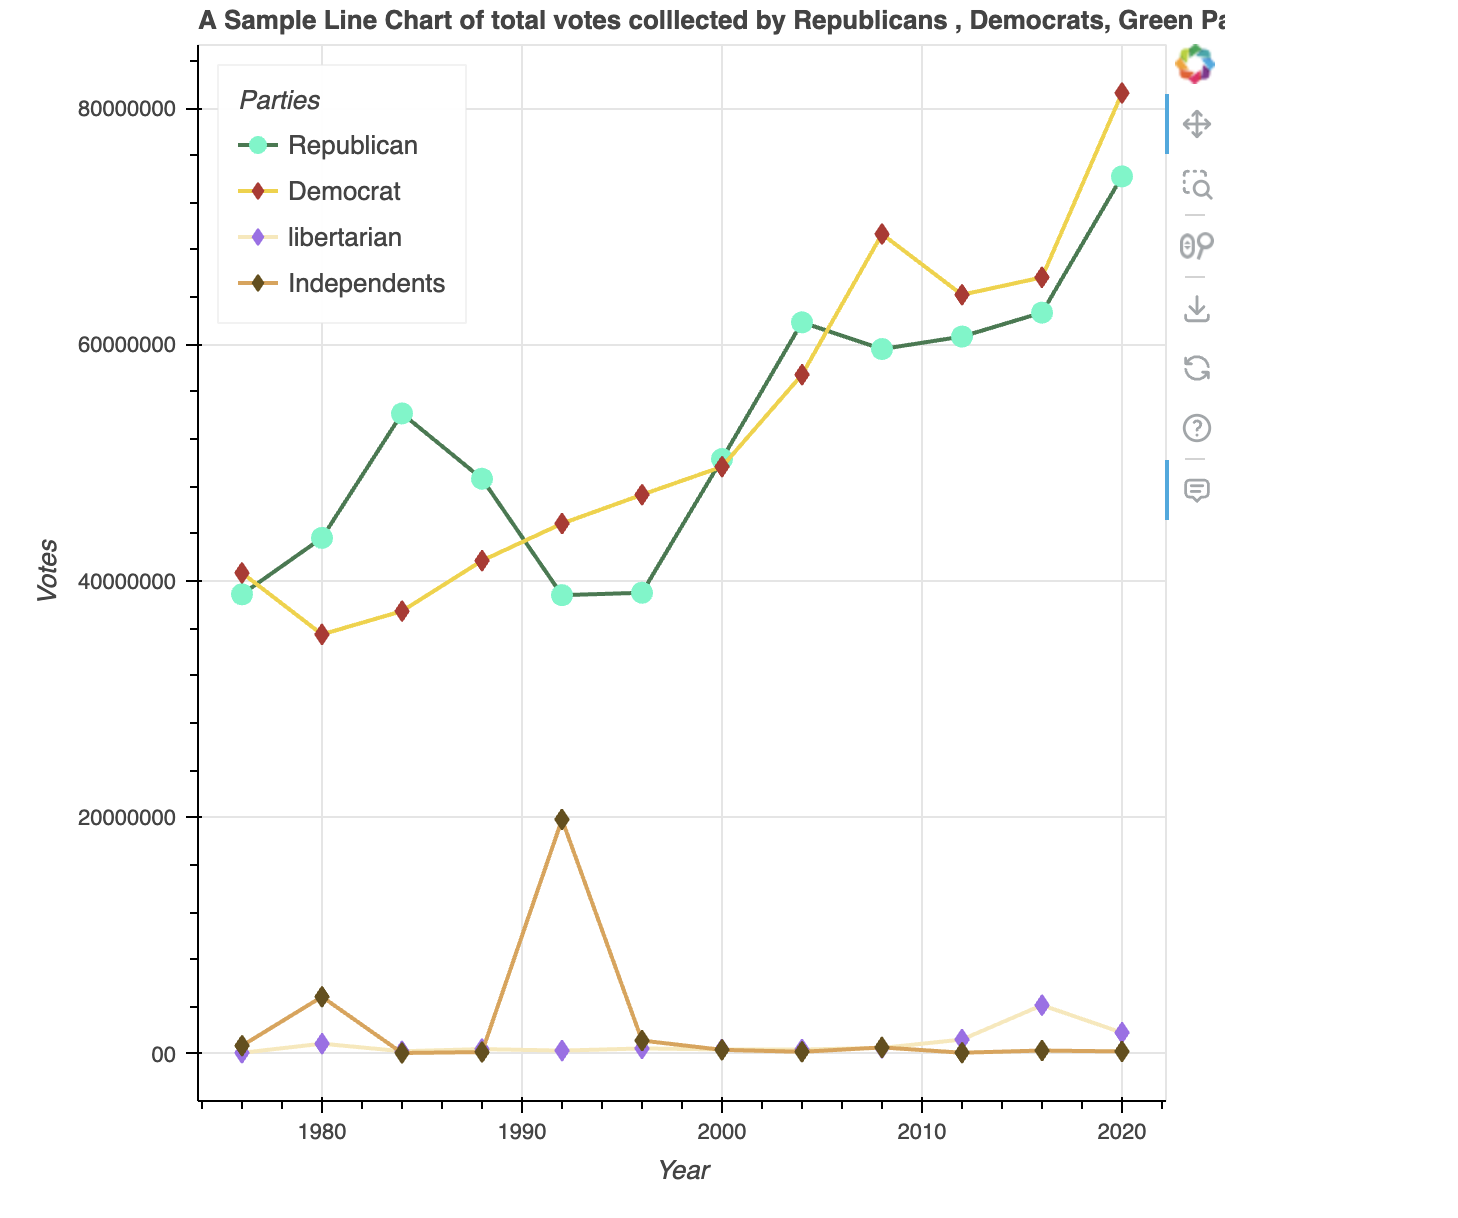 A Sample Line Chart of total votes colllected by Republicans , Democrats, Green Pa
Parties
Republican
Democrat
libertarian
Independents
80000000
60000000
40000000
20000000
00
Votes
1980 1990 2000 2010 2020
Year